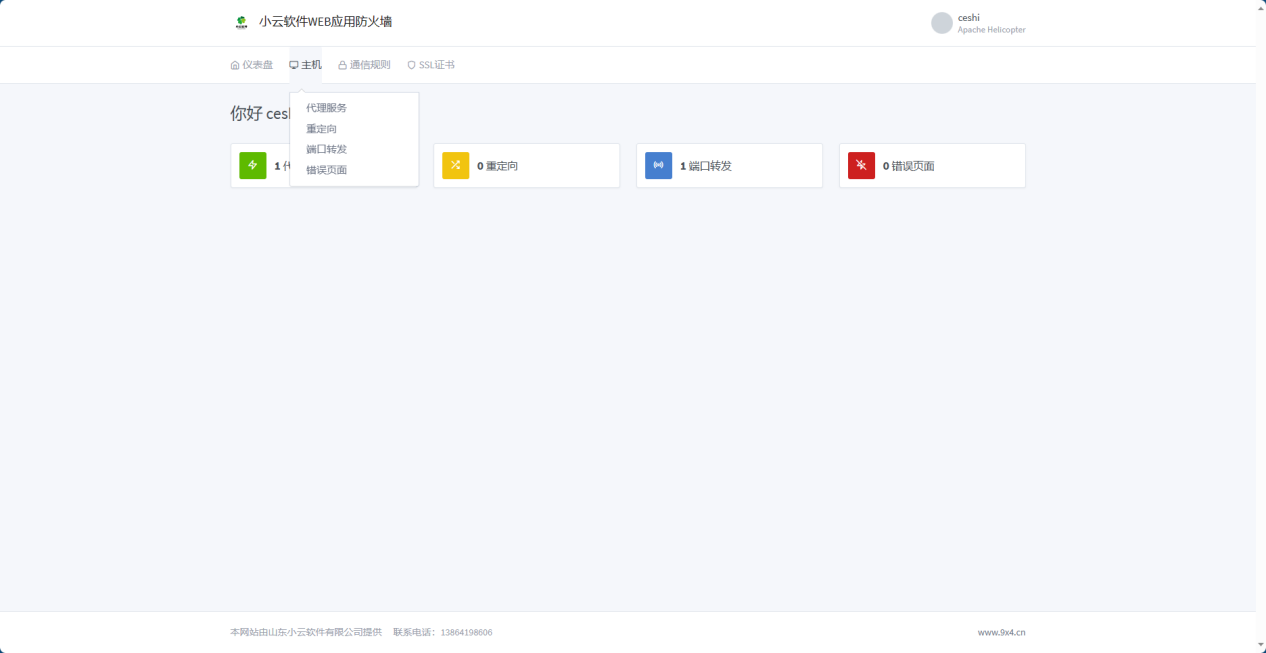 小云软件WEB应用防火墙
ceshi
Apache Helicopter
仪表盘
主机
通信规则
SSL证书
你好 ces
代理服务
重定向
端口转发
错误页面
1
0 重定向
1 端口转发
0 错误页面
本网站由山东小云软件有限公司提供 联系电话：13864198606
www.9x4.cn